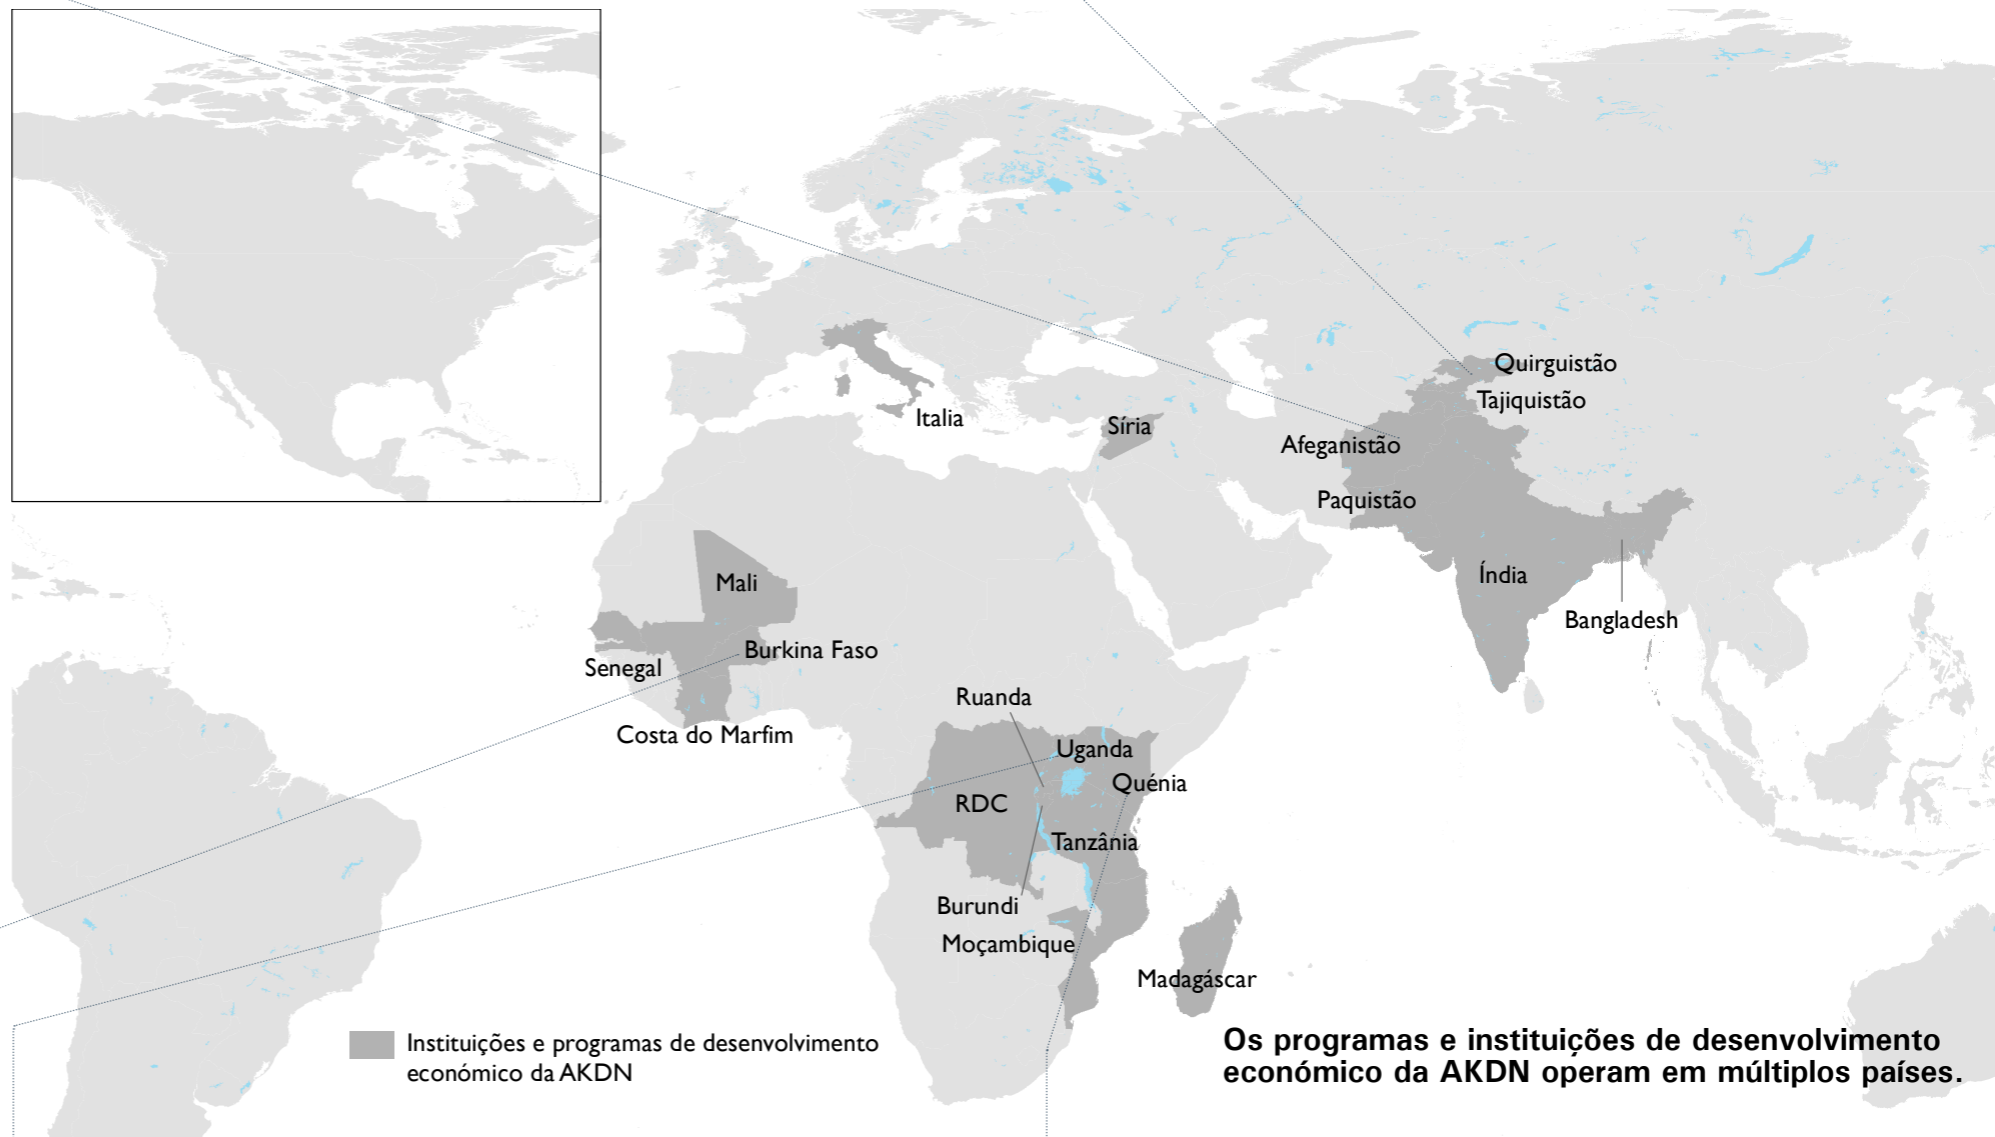 Quirguistão
Tajiquistão
Italia
Síria
Afeganistão
Paquistão
Índia
Mali
Bangladesh
Burkina Faso
Senegal
Ruanda
Costa do Marfim
Uganda
Quénia
RDC
Tanzânia
Burundi
Moçambique
Madagáscar
Instituições e programas de desenvolvimento
económico da AKDN
Os programas e instituições de desenvolvimento
económico da AKDN operam em múltiplos países.